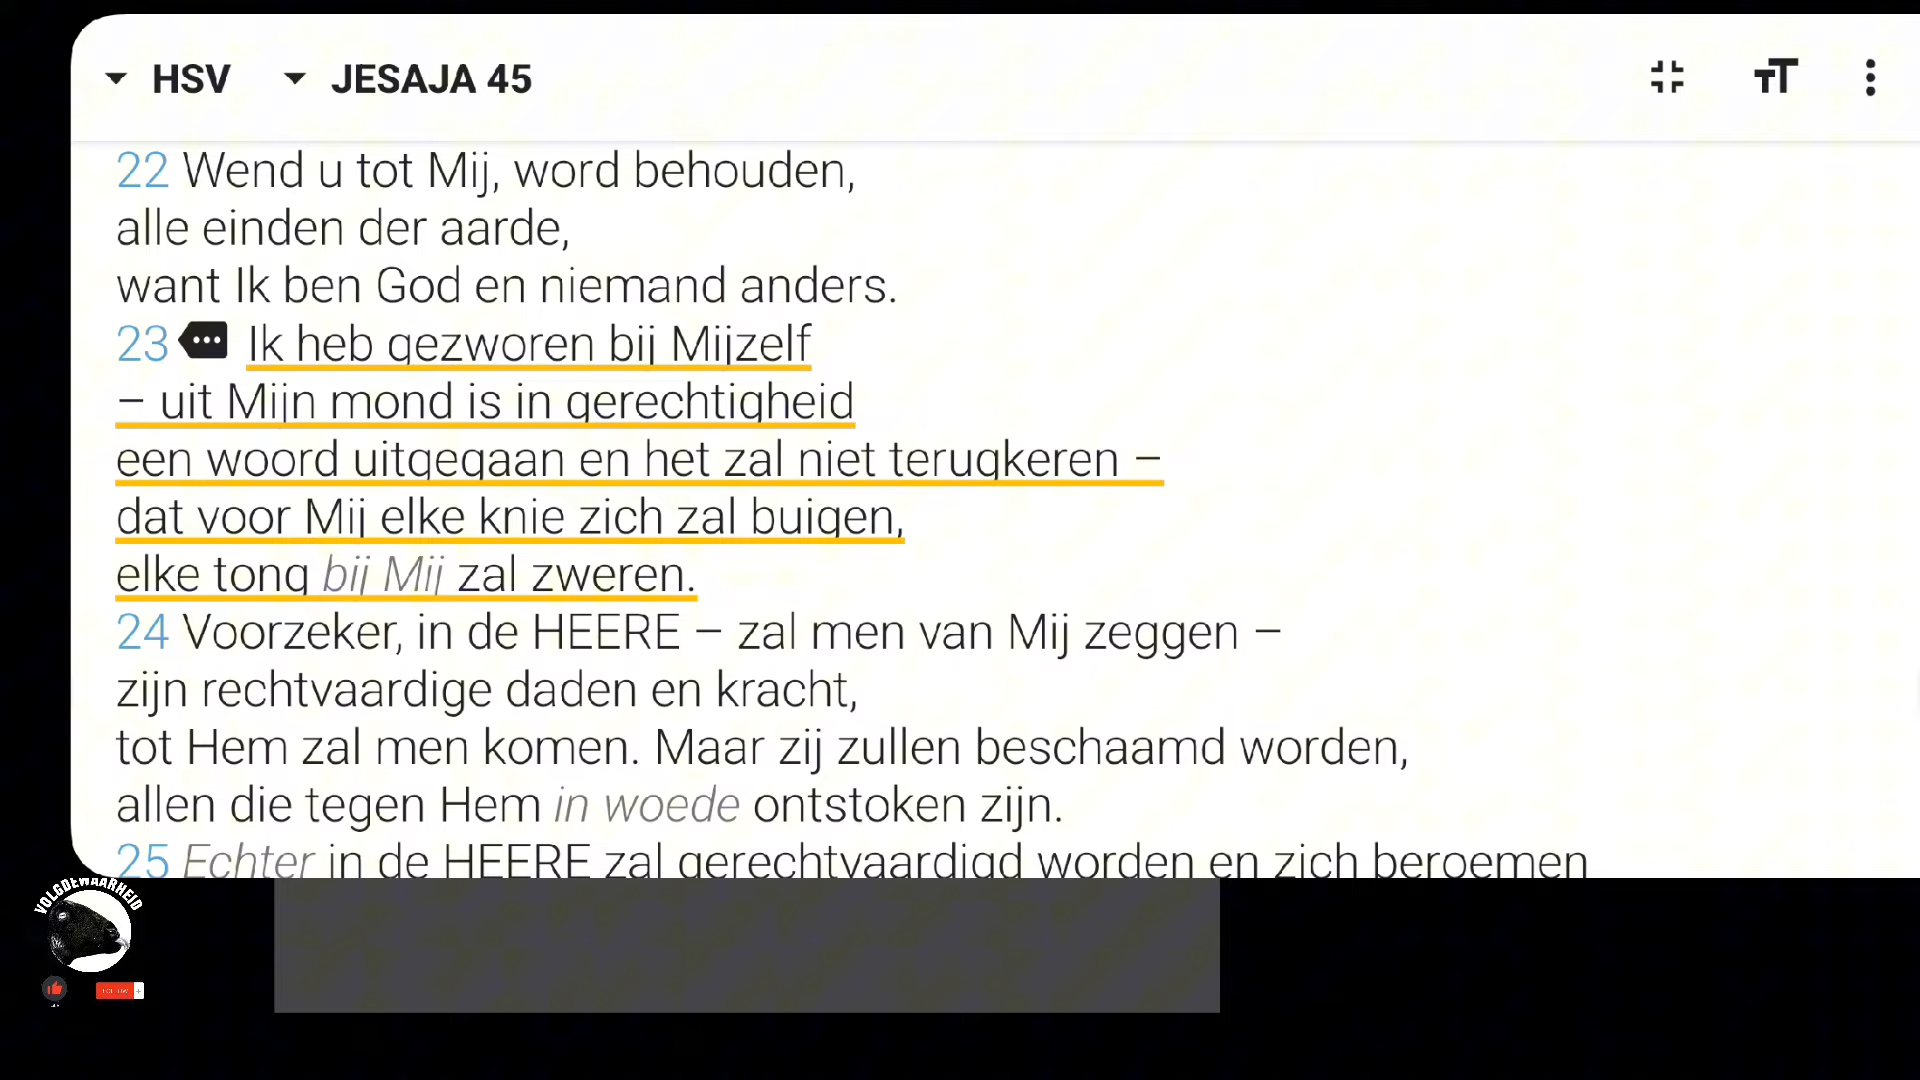 HSV JESAJA 45
22 Wend u tot Mij, word behouden,
alle einden der aarde,
want Ik ben God en niemand anders.
23 Ik heb gezworen bij Mijzelf
– uit Mijn mond is in gerechtigheid
een woord uitgegaan en het zal niet terugkeren –
dat voor Mij elke knie zich zal buigen,
elke tong bij Mij zal zweren.
24 Voorzeker, in de HEERE – zal men van Mij zeggen –
zijn rechtvaardige daden en kracht,
tot Hem zal men komen. Maar zij zullen beschaamd worden,
allen die tegen Hem in woede ontstoken zijn.
25 Echter in de HEERE zal gerechtvaardigd worden en zich beroemen
VOLGDEWAARHEID
FOLLOW